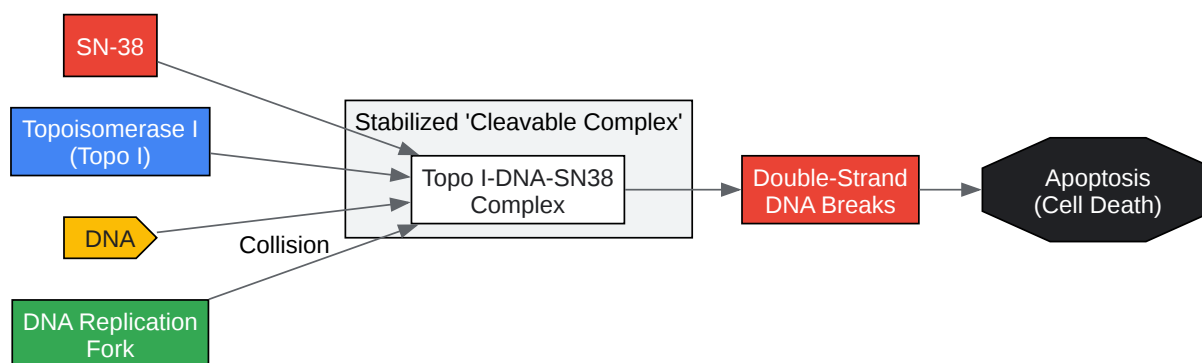 SN-38
Topoisomerase I
(Topo I)
DNA
Collision
DNA Replication
Fork
Stabilized 'Cleavable Complex'
Topo I-DNA-SN38
Complex
Double-Strand
DNA Breaks
Apoptosis
(Cell Death)